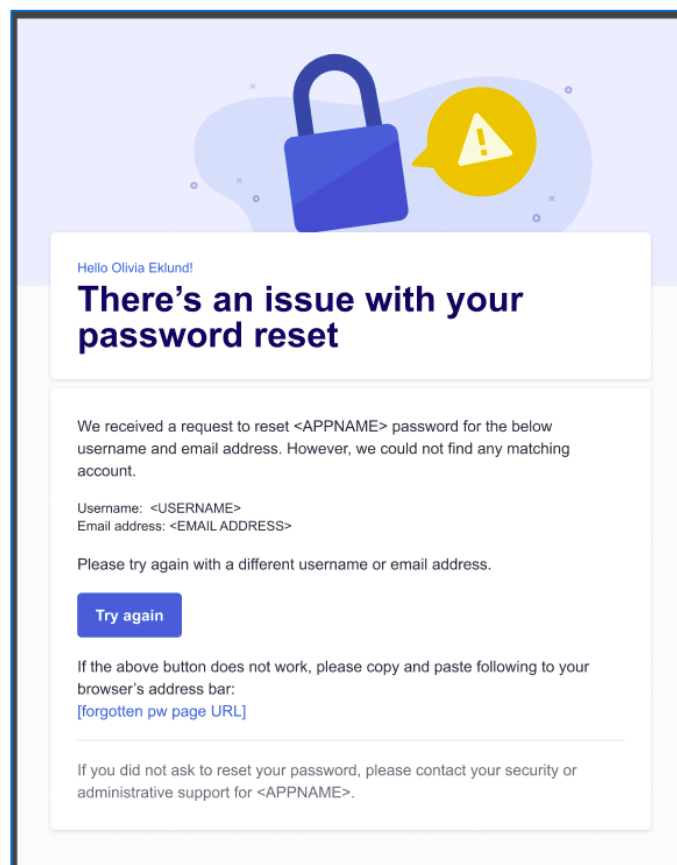 Hello Olivia Eklund!
There’s an issue with your
password reset
We received a request to reset <APPNAME> password for the below
username and email address. However, we could not find any matching
account.
Username:  <USERNAME>
Email address: <EMAIL ADDRESS>
Please try again with a different username or email address.
Try again
If the above button does not work, please copy and paste following to your
browser’s address bar:
[forgotten pw page URL]
If you did not ask to reset your password, please contact your security or
administrative support for <APPNAME>.